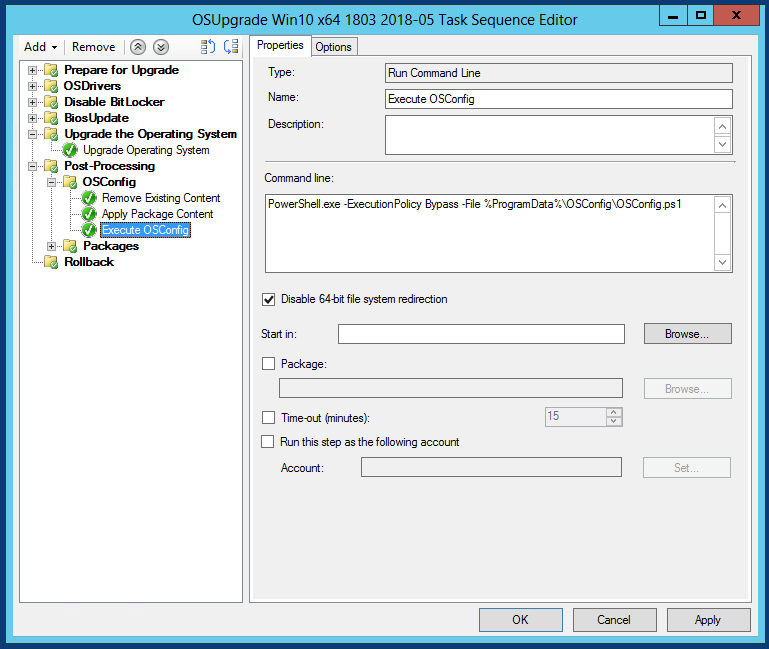 OSUpgrade Win10 x64 1803 2018-05 Task Sequence Editor
Add Remove
Prepare for Upgrade
OSDrivers
Disable BitLocker
BiosUpdate
Upgrade the Operating System
Upgrade Operating System
Post-Processing
OSConfig
Remove Existing Content
Apply Package Content
Execute OSConfig
Packages
Rollback
Properties Options
Type: Run Command Line
Name: Execute OSConfig
Description:
Command line:
PowerShell.exe -ExecutionPolicy Bypass -File %ProgramData%\OSConfig\OSConfig.ps1
Disable 64-bit file system redirection
Start in: Browse...
Package:
Browse...
Time-out (minutes): 15
Run this step as the following account
Account: Set...
OK Cancel Apply